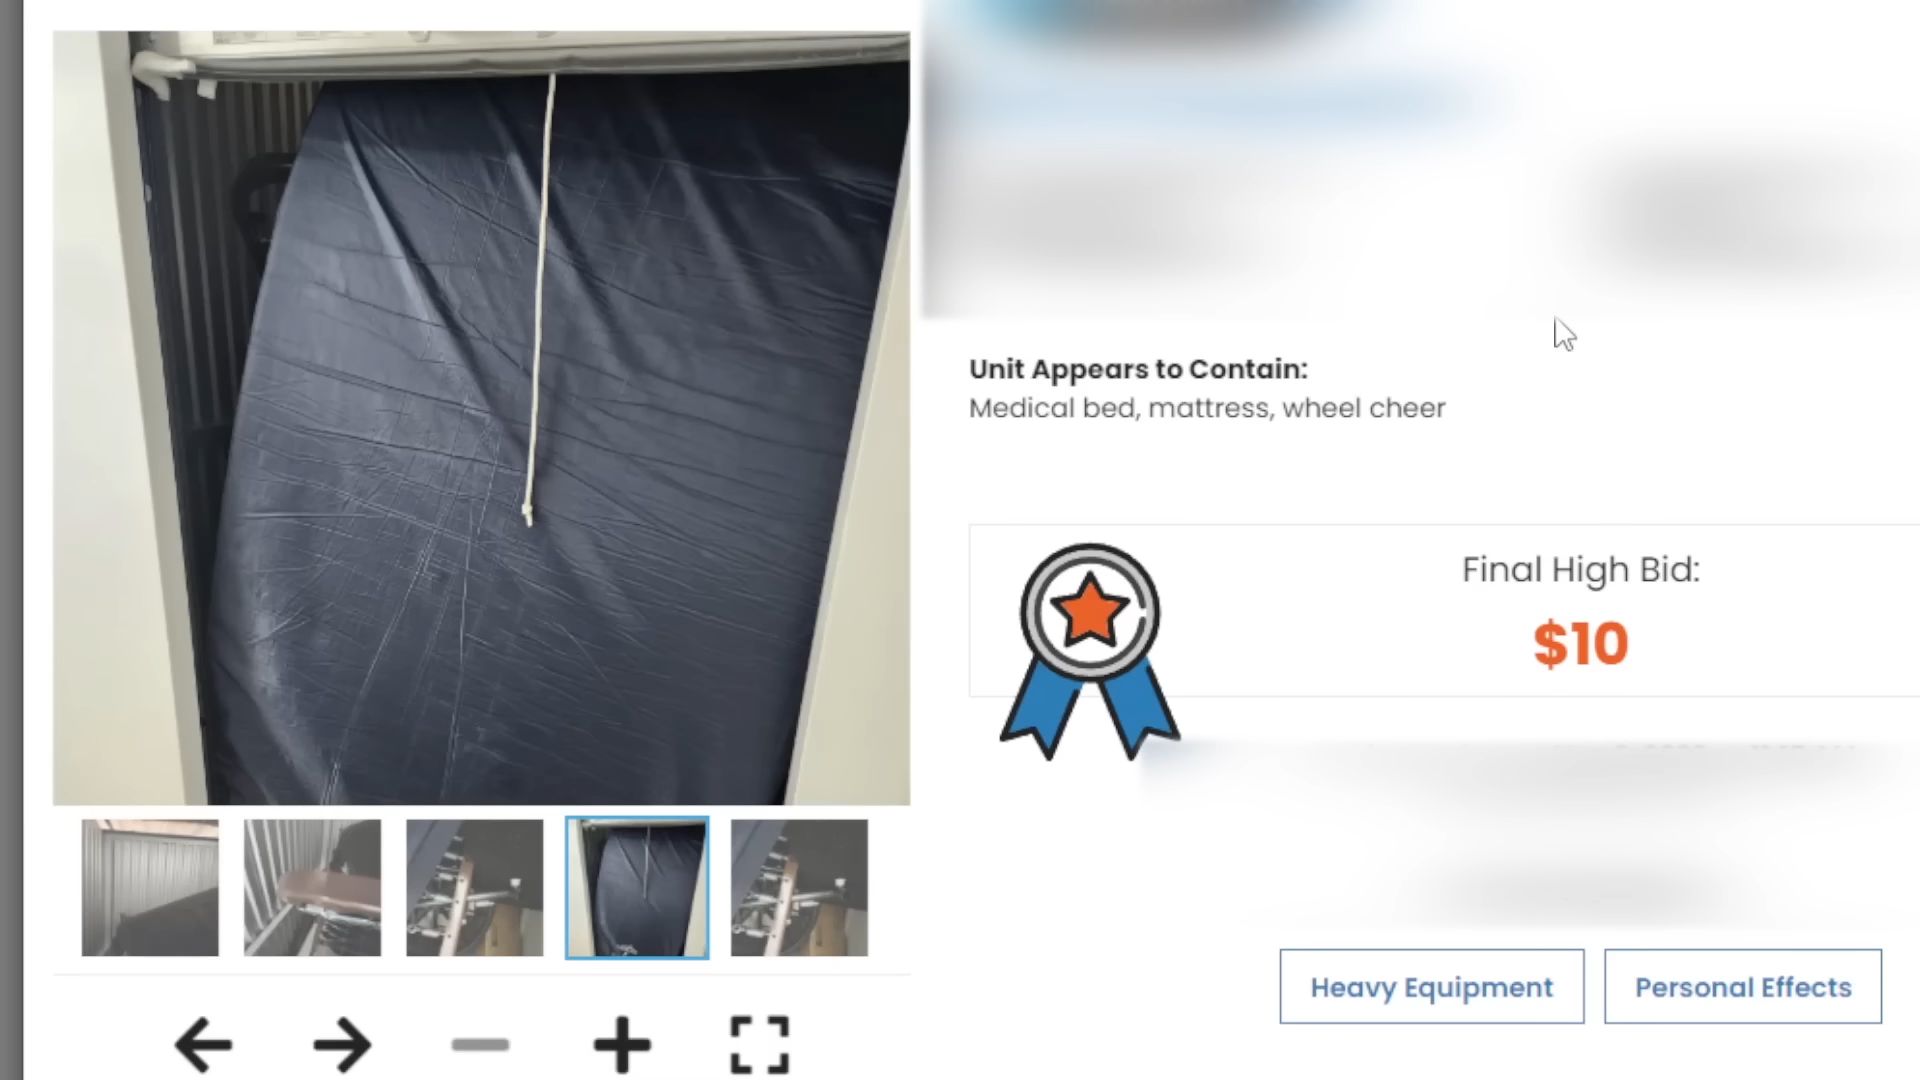 Unit Appears to Contain:
Medical bed, mattress, wheel cheer
Final High Bid:
$10
Heavy Equipment
Personal Effects